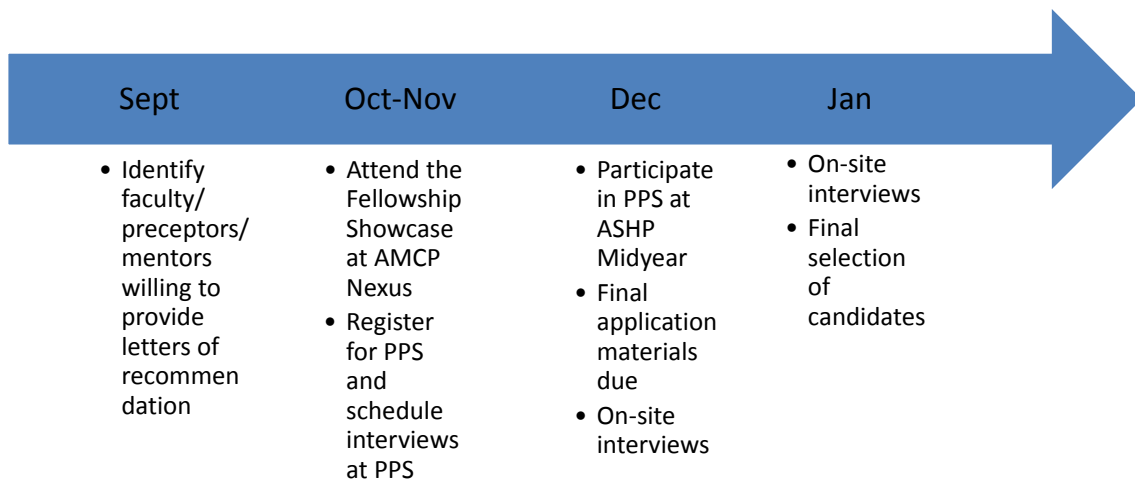 Sept
Oct-Nov
Dec
Jan
• Identify
faculty/
preceptors/
mentors
willing to
provide
letters of
recommen
dation
• Attend the
Fellowship
Showcase
at AMCP
Nexus
• Register
for PPS
and
schedule
interviews
at PPS
• Participate
in PPS at
ASHP
Midyear
• Final
application
materials
due
• On-site
interviews
• On-site
interviews
• Final
selection
of
candidates